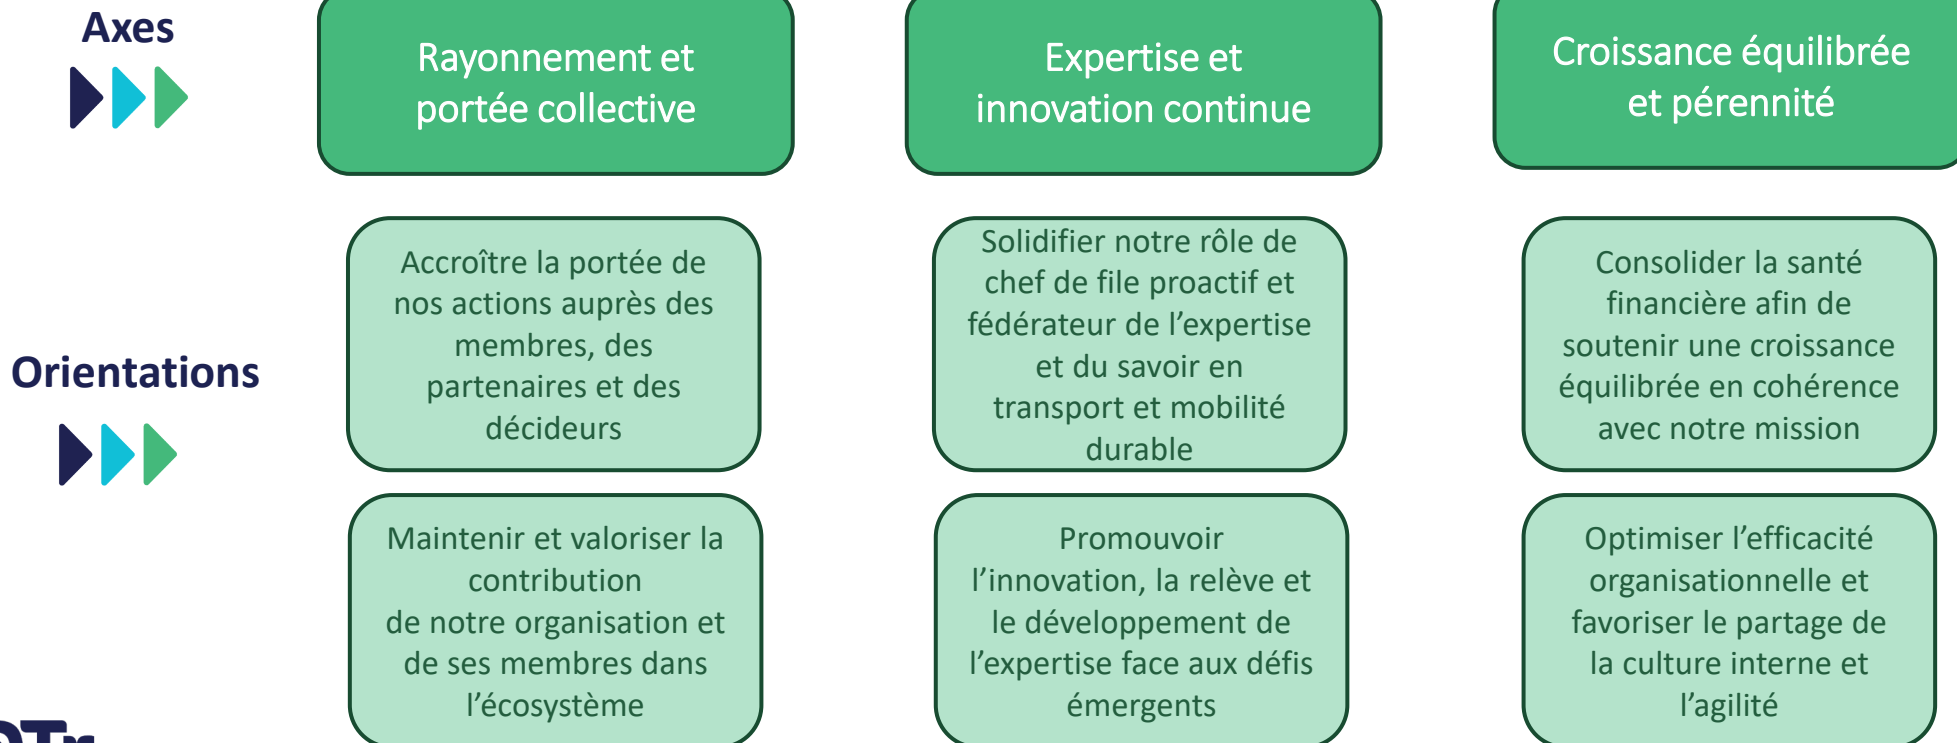 Axes
Rayonnement et
portée collective
Expertise et
innovation continue
Croissance équilibrée
et pérennité
Orientations
Accroître la portée de
nos actions auprès des
membres, des
partenaires et des
décideurs
Solidifier notre rôle de
chef de file proactif et
fédérateur de l’expertise
et du savoir en
transport et mobilité
durable
Consolider la santé
financière afin de
soutenir une croissance
équilibrée en cohérence
avec notre mission
Maintenir et valoriser la
contribution
de notre organisation et
de ses membres dans
l’écosystème
Promouvoir
l’innovation, la relève et
le développement de
l’expertise face aux défis
émergents
Optimiser l’efficacité
organisationnelle et
favoriser le partage de
la culture interne et
l’agilité